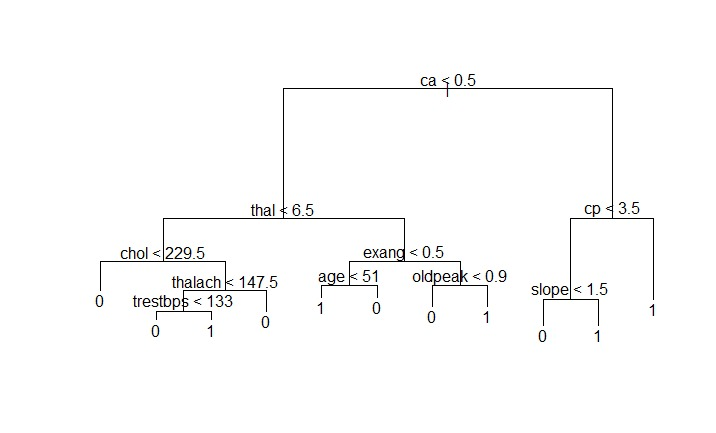 ca < 0.5
thal < 6.5
cp < 3.5
chol < 229.5
exang < 0.5
thalach < 147.5
age < 51
oldpeak < 0.9
slope < 1.5
0
trestbps < 133
1
0
0
1
1
0
0
1
0
1